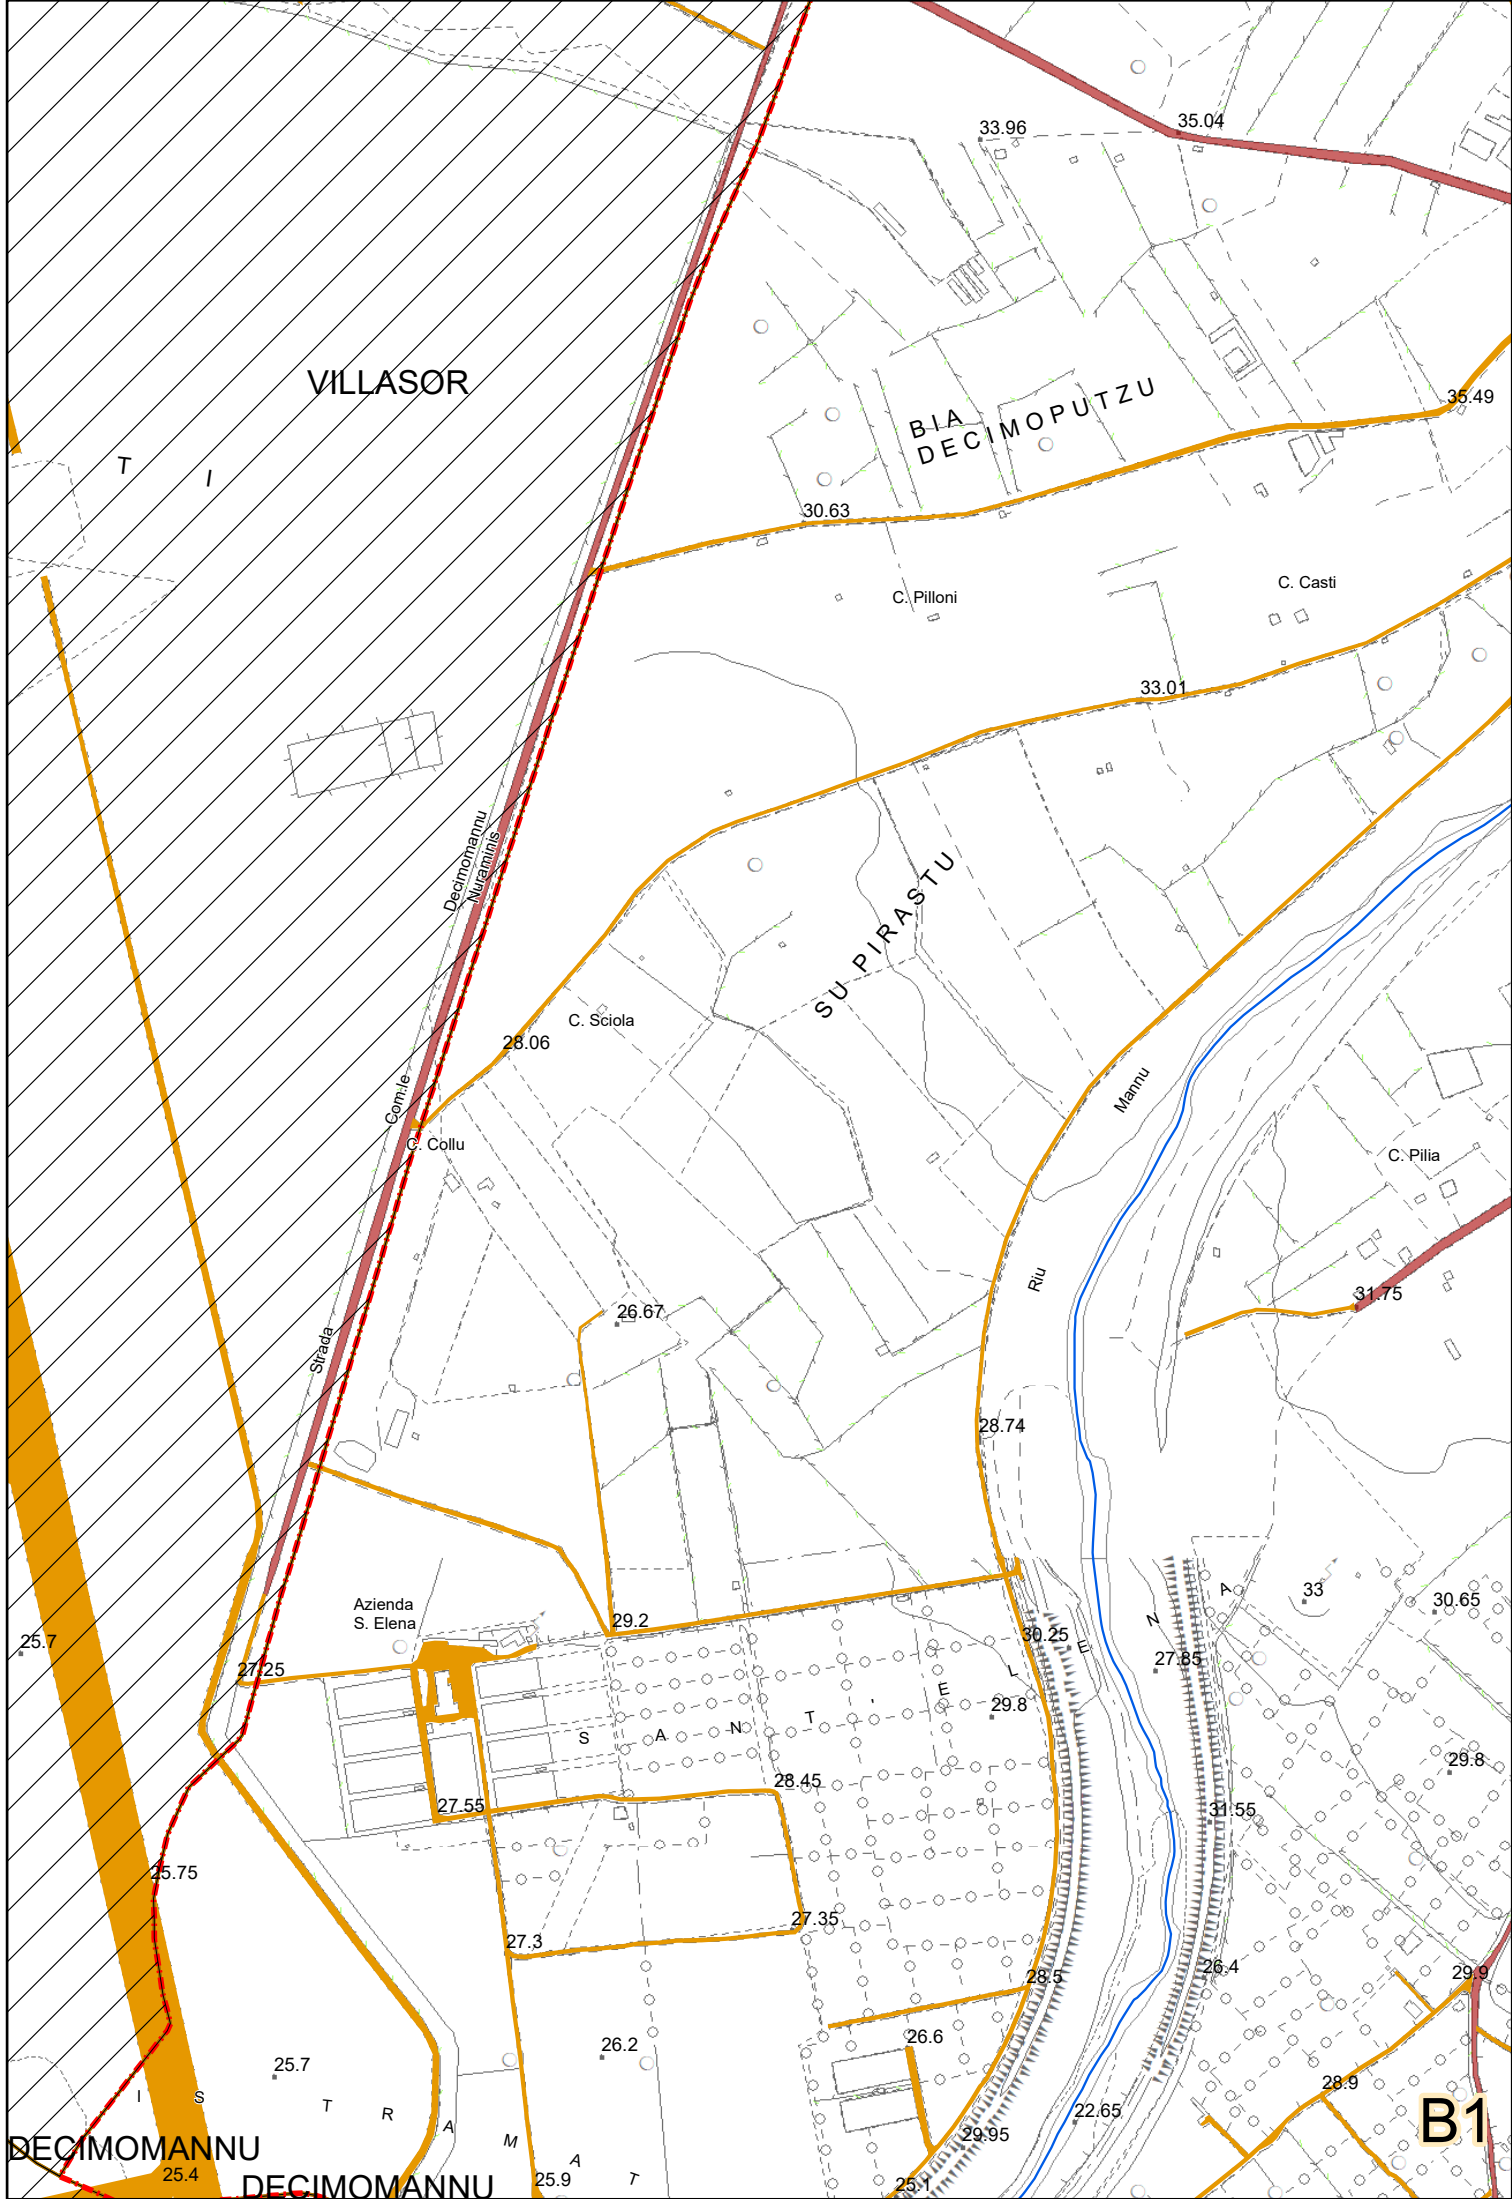 33.96
35.04
VILLASOR
35.49
BIA
DECIMOPUTZU
T I
30.63
C. Pilloni
C. Casti
33.01
Decimomannu
Nuraminis
SU PIRASTU
C. Sciola
28.06
Com.le
Mannu
C. Collu
C. Pilia
Riu
31.75
26.67
Strada
28.74
Azienda
S. Elena
29.2
33
30.65
25.7
27.25
30.25
27.85
29.8
S A N T ' E L E N A
29.8
28.45
27.55
31.55
25.75
27.35
27.3
26.4
28.5
29.9
26.6
26.2
25.7
28.9
I S T R A M A T
B1
22.65
29.95
DECIMOMANNU
25.4
DECIMOMANNU
25.9
25.1